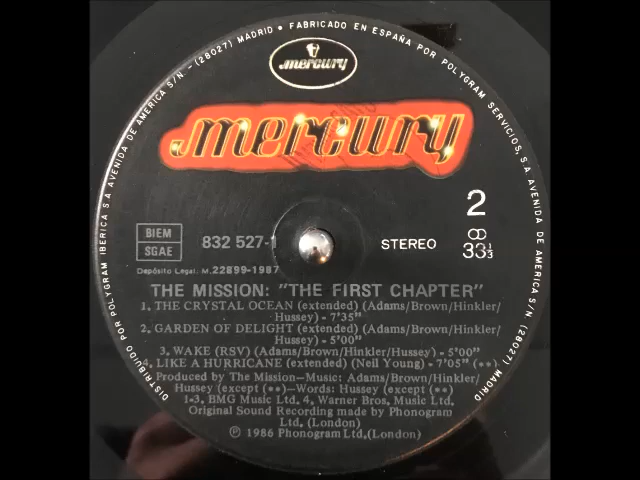 DISTRIBUIDO POR POLYGRAM IBERICA S A AVENIDA DE AMERICA S/N. - (28027) MADRID • FABRICADO EN ESPAÑA POR POLYGRAM SERVICIOS, S.A. AVENIDA DE AMERICA S/N. (28027) MADRID
mercury
mercury
2
BIEM
SGAE
832 527-1
STEREO
33 1/3
Depósito Legal. M. 22899-1987
THE MISSION: "THE FIRST CHAPTER"
1. THE CRYSTAL OCEAN (extended) (Adams/Brown/Hinkler/
Hussey) - 7'35"
2. GARDEN OF DELIGHT (extended) (Adams/Brown/Hinkler/
Hussey) - 5'00"
3. WAKE (RSV) (Adams/Brown/Hinkler/Hussey) - 5'00"
4. LIKE A HURRICANE (extended) (Neil Young) - 7'05" (**)
Produced by The Mission-Music: Adams/Brown/Hinkler/
Hussey (except (**)-Words: Hussey (except (**)
1-3, BMG Music Ltd. 4, Warner Bros, Music Ltd.
Original Sound Recording made by Phonogram
Ltd, (London)
℗ 1986 Phonogram Ltd,(London)